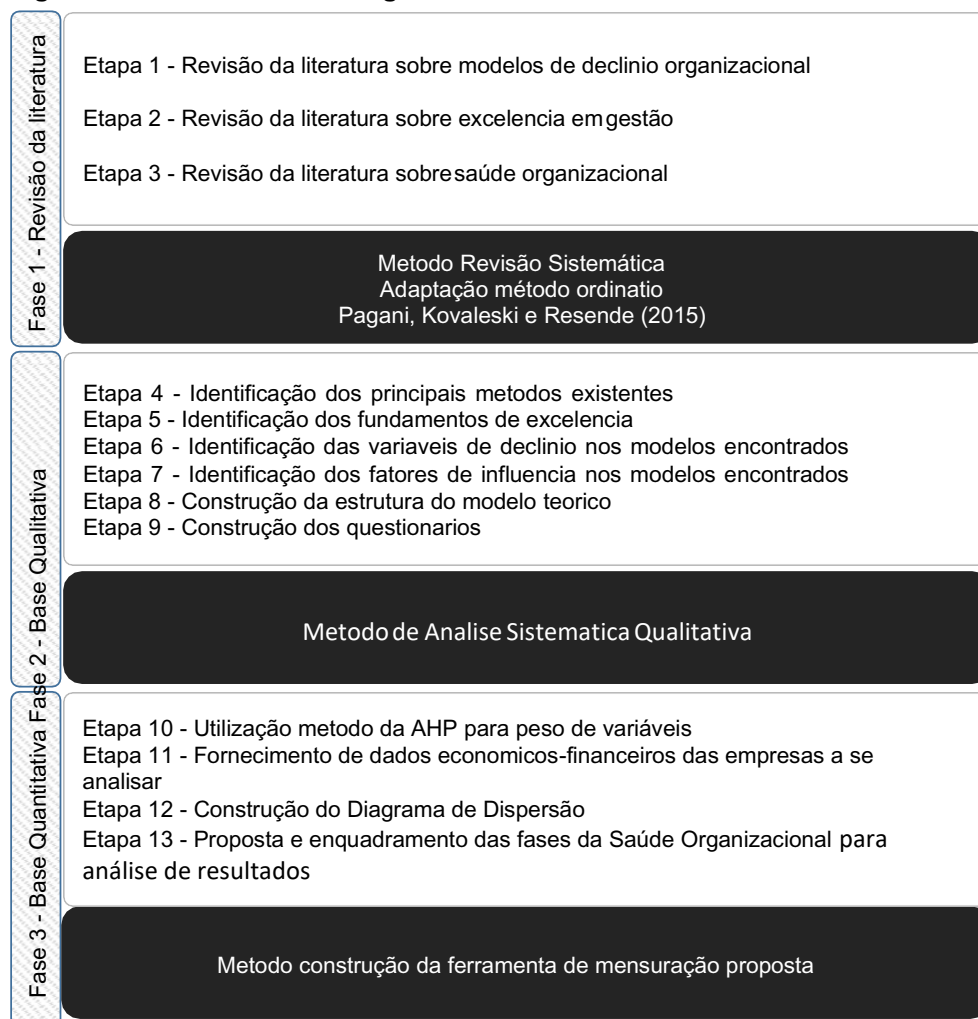 Fase 1 - Revisão da literatura
Etapa 1 - Revisão da literatura sobre modelos de declinio organizacional
Etapa 2 - Revisão da literatura sobre excelencia em gestão
Etapa 3 - Revisão da literatura sobre saúde organizacional
Metodo Revisão Sistemática
Adaptação método ordinatio
Pagani, Kovaleski e Resende (2015)
Fase 2 - Base Qualitativa
Etapa 4 - Identificação dos principais metodos existentes
Etapa 5 - Identificação dos fundamentos de excelencia
Etapa 6 - Identificação das variaveis de declinio nos modelos encontrados
Etapa 7 - Identificação dos fatores de influencia nos modelos encontrados
Etapa 8 - Construção da estrutura do modelo teorico
Etapa 9 - Construção dos questionarios
Metodo de Analise Sistematica Qualitativa
Fase 3 - Base Quantitativa
Etapa 10 - Utilização metodo da AHP para peso de variáveis
Etapa 11 - Fornecimento de dados economicos-financeiros das empresas a se
analisar
Etapa 12 - Construção do Diagrama de Dispersão
Etapa 13 - Proposta e enquadramento das fases da Saúde Organizacional para
análise de resultados
Metodo construção da ferramenta de mensuração proposta